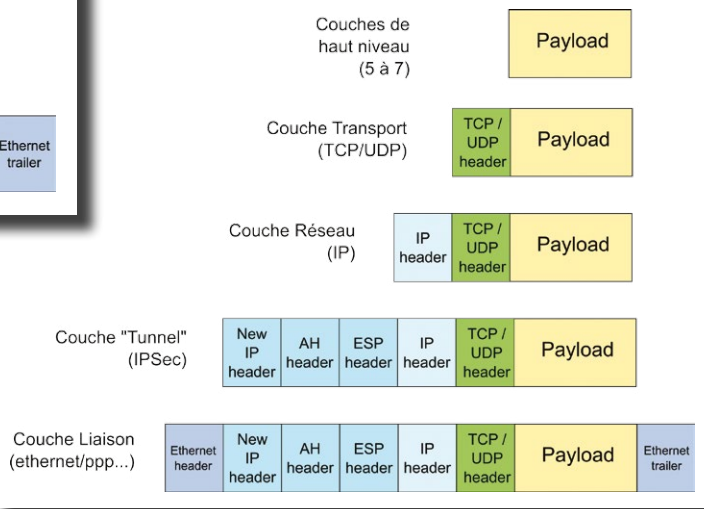 Ethernet
trailer
Couches de
haut niveau
(5 à 7)
Payload
Couche Transport
(TCP/UDP)
TCP /
UDP
header
Payload
Couche Réseau
(IP)
IP
header
TCP /
UDP
header
Payload
Couche "Tunnel"
(IPSec)
New
IP
header
AH
header
ESP
header
IP
header
TCP /
UDP
header
Payload
Couche Liaison
(ethernet/ppp...)
Ethernet
header
New
IP
header
AH
header
ESP
header
IP
header
TCP /
UDP
header
Payload
Ethernet
trailer